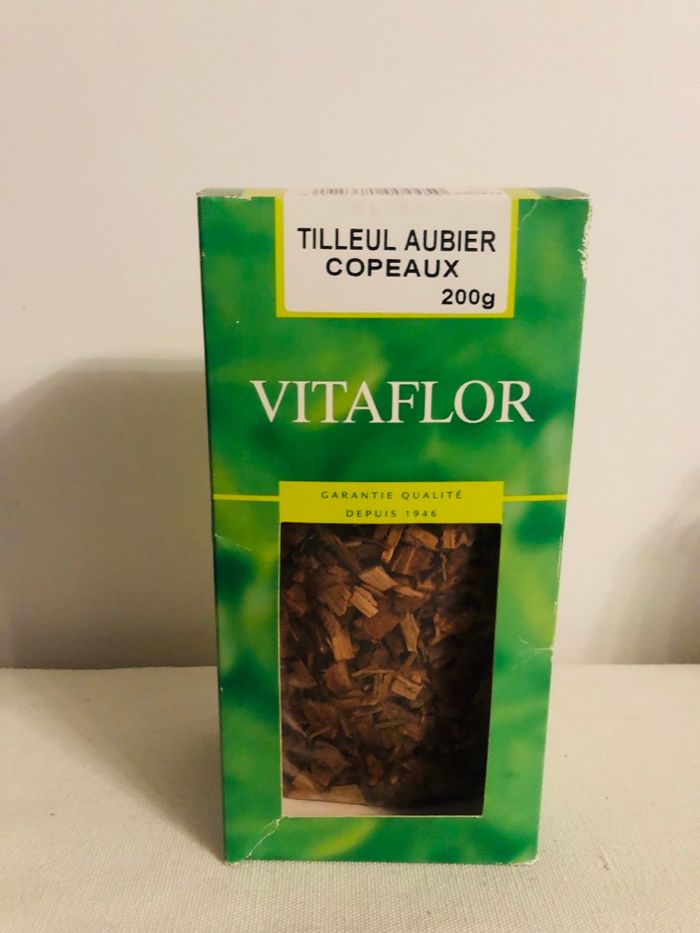 TILLEUL AUBIER
COPEAUX
200g
VITAFLOR
GARANTIE QUALITÉ
DEPUIS 1946